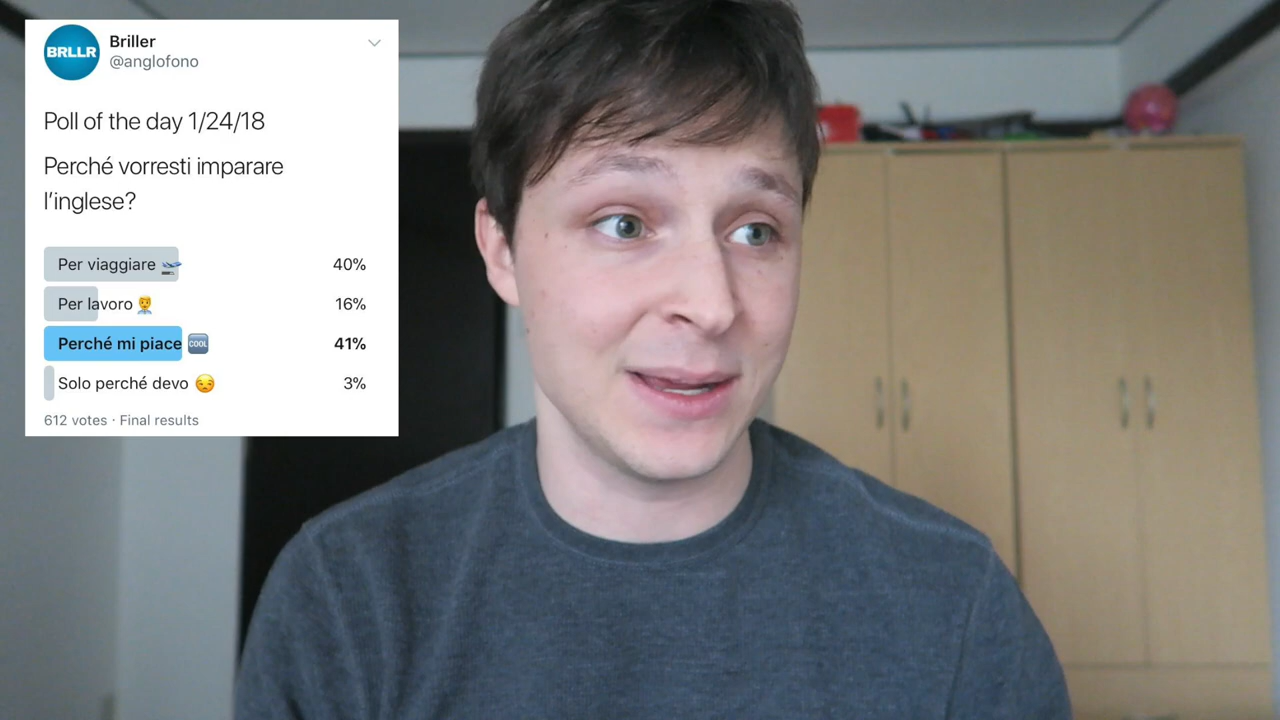 BRLLR
Briller
@anglofono
Poll of the day 1/24/18
Perché vorresti imparare
l'inglese?
Per viaggiare 🛫 40%
Per lavoro 👨‍💼 16%
Perché mi piace 🆒 41%
Solo perché devo 😒 3%
612 votes · Final results